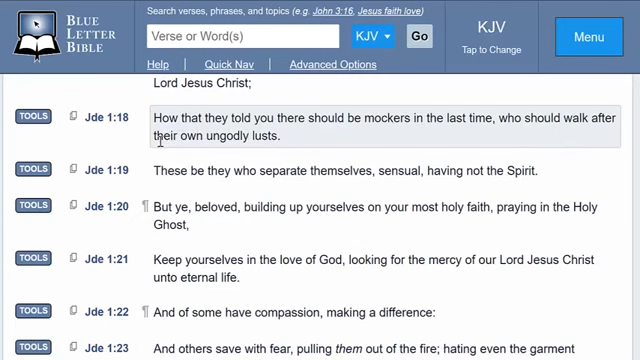 BLUE
LETTER
BIBLE
Search verses, phrases, and topics (e.g. John 3:16, Jesus faith love)
Verse or Word(s)
KJV
Go
Help
Quick Nav
Advanced Options
KJV
Tap to Change
Menu
Lord Jesus Christ;
TOOLS Jde 1:18 How that they told you there should be mockers in the last time, who should walk after
their own ungodly lusts.
TOOLS Jde 1:19 These be they who separate themselves, sensual, having not the Spirit.
TOOLS Jde 1:20 ¶ But ye, beloved, building up yourselves on your most holy faith, praying in the Holy
Ghost,
TOOLS Jde 1:21 Keep yourselves in the love of God, looking for the mercy of our Lord Jesus Christ
unto eternal life.
TOOLS Jde 1:22 ¶ And of some have compassion, making a difference:
TOOLS Jde 1:23 And others save with fear, pulling them out of the fire; hating even the garment